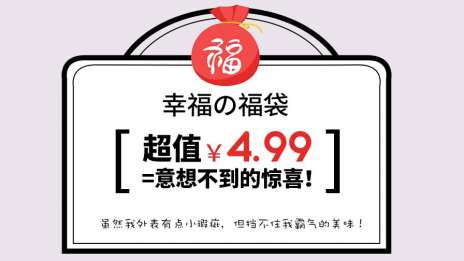 福
幸福の福袋
超值￥4.99
=意想不到的惊喜!
虽然我外表有点小瑕疵，但挡不住我霸气的美味！